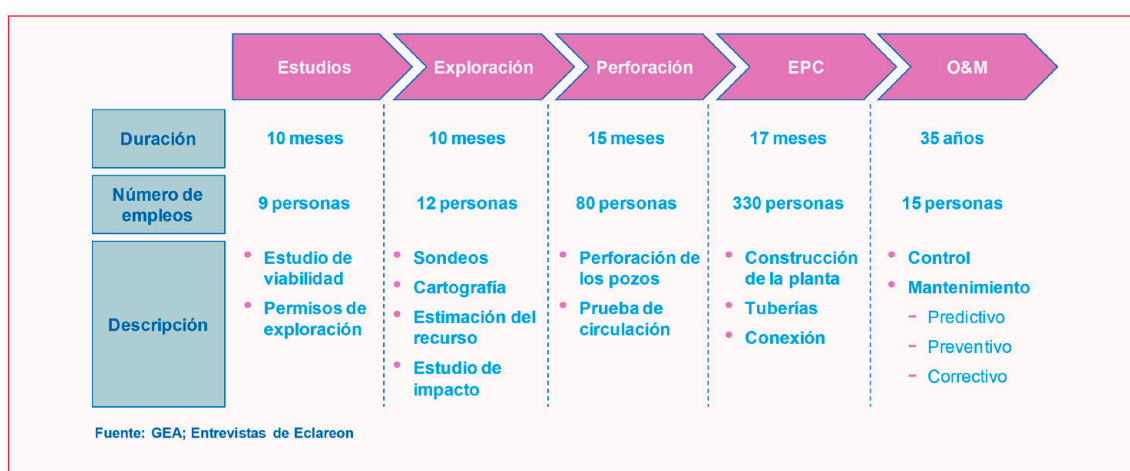 Estudios
Exploración
Perforación
EPC
O&M
Duración
10 meses
10 meses
15 meses
17 meses
35 años
Número de
empleos
9 personas
12 personas
80 personas
330 personas
15 personas
Descripción
• Estudio de
viabilidad
• Permisos de
exploración
• Sondeos
• Cartografía
• Estimación del
recurso
• Estudio de
impacto
• Perforación de
los pozos
• Prueba de
circulación
• Construcción
de la planta
• Tuberías
• Conexión
• Control
• Mantenimiento
- Predictivo
- Preventivo
- Correctivo
Fuente: GEA; Entrevistas de Eclareon